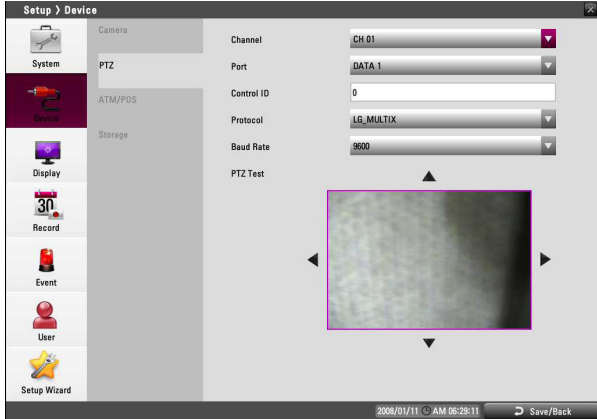 Setup > Device
System
Device
Display
30
Record
Event
User
Setup Wizard
Camera
PTZ
ATM/POS
Storage
Channel CH 01
Port DATA 1
Control ID 0
Protocol LG_MULTIX
Baud Rate 9600
PTZ Test
2008/01/11 AM 06:29:11 Save/Back